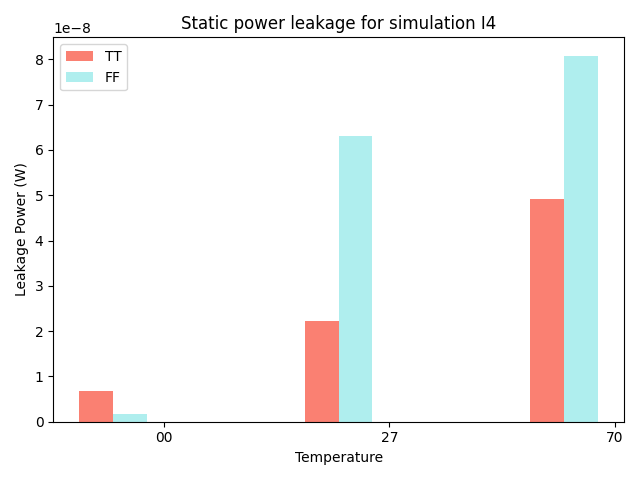 Static power leakage for simulation I4
1e−8
TT
FF
8
7
6
5
4
3
2
1
0
Leakage Power (W)
00
27
70
Temperature